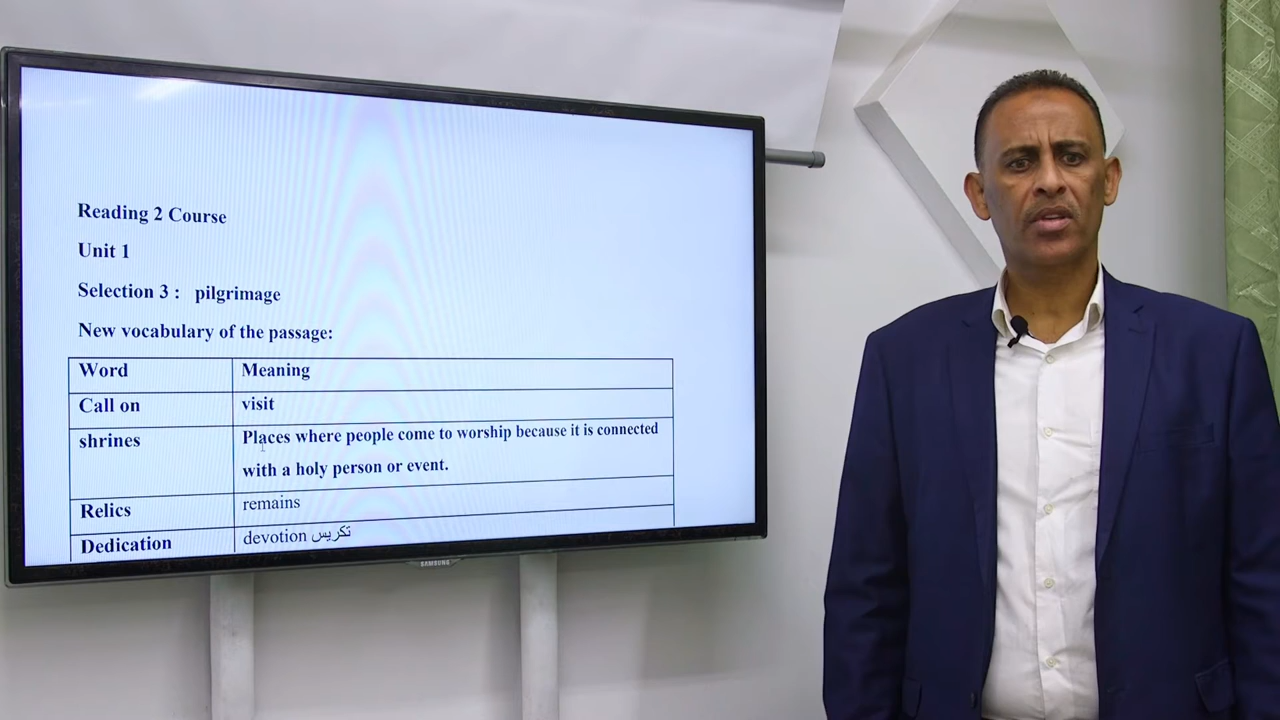 Reading 2 Course
Unit 1
Selection 3 : pilgrimage
New vocabulary of the passage:
Word Meaning
Call on visit
shrines Places where people come to worship because it is connected
with a holy person or event.
Relics remains
Dedication devotion تكريس
SAMSUNG